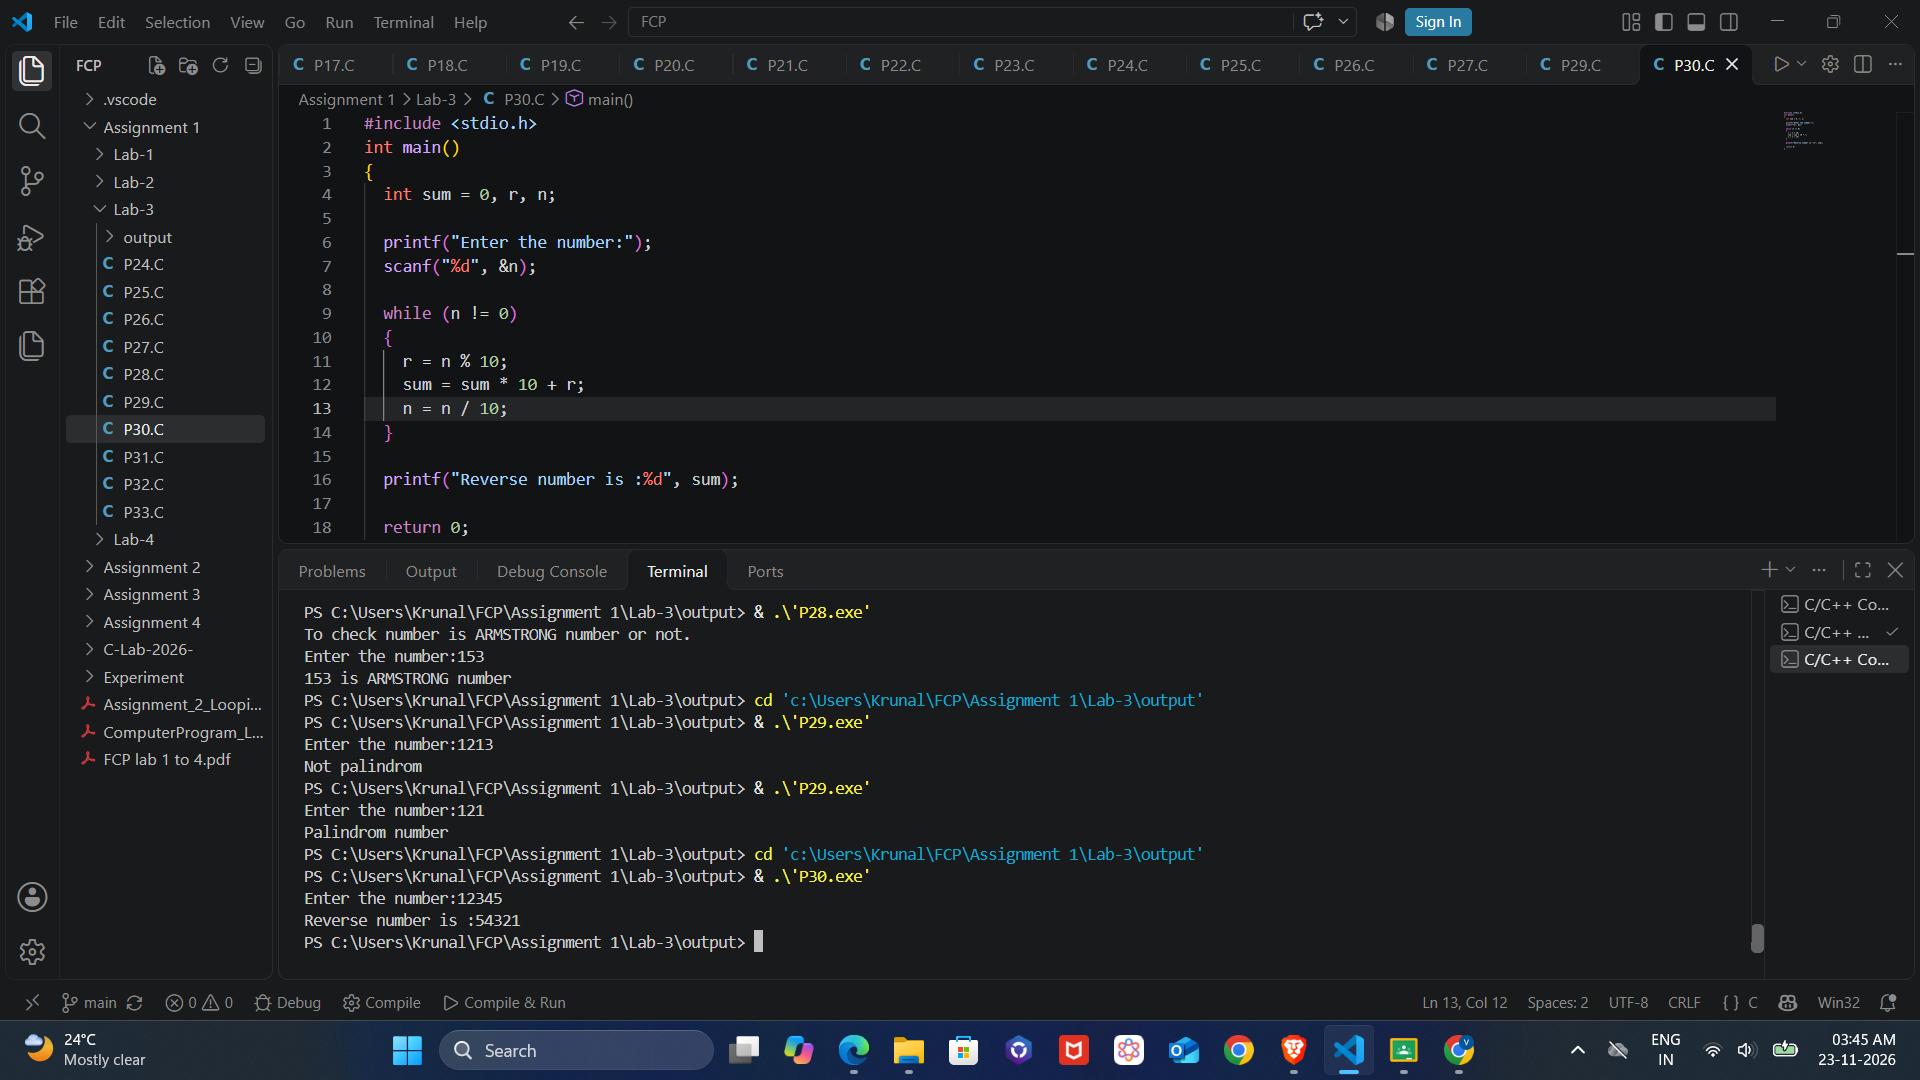 File Edit Selection View Go Run Terminal Help
FCP
Sign In
FCP
.vscode
Assignment 1
Lab-1
Lab-2
Lab-3
output
C P24.C
C P25.C
C P26.C
C P27.C
C P28.C
C P29.C
C P30.C
C P31.C
C P32.C
C P33.C
Lab-4
Assignment 2
Assignment 3
Assignment 4
C-Lab-2026-
Experiment
Assignment_2_Loopi...
ComputerProgram_L...
FCP lab 1 to 4.pdf
C P17.C C P18.C C P19.C C P20.C C P21.C C P22.C C P23.C C P24.C C P25.C C P26.C C P27.C C P29.C C P30.C
Assignment 1 > Lab-3 > C P30.C > main()
1 #include <stdio.h>
2 int main()
3 {
4 int sum = 0, r, n;
5
6 printf("Enter the number:");
7 scanf("%d", &n);
8
9 while (n != 0)
10 {
11 r = n % 10;
12 sum = sum * 10 + r;
13 n = n / 10;
14 }
15
16 printf("Reverse number is :%d", sum);
17
18 return 0;
Problems Output Debug Console Terminal Ports
PS C:\Users\Krunal\FCP\Assignment 1\Lab-3\output> & .\'P28.exe'
To check number is ARMSTRONG number or not.
Enter the number:153
153 is ARMSTRONG number
PS C:\Users\Krunal\FCP\Assignment 1\Lab-3\output> cd 'c:\Users\Krunal\FCP\Assignment 1\Lab-3\output'
PS C:\Users\Krunal\FCP\Assignment 1\Lab-3\output> & .\'P29.exe'
Enter the number:1213
Not palindrom
PS C:\Users\Krunal\FCP\Assignment 1\Lab-3\output> & .\'P29.exe'
Enter the number:121
Palindrom number
PS C:\Users\Krunal\FCP\Assignment 1\Lab-3\output> cd 'c:\Users\Krunal\FCP\Assignment 1\Lab-3\output'
PS C:\Users\Krunal\FCP\Assignment 1\Lab-3\output> & .\'P30.exe'
Enter the number:12345
Reverse number is :54321
PS C:\Users\Krunal\FCP\Assignment 1\Lab-3\output>
C/C++ Co...
C/C++ ...
C/C++ Co...
main 0 0 Debug Compile Compile & Run
Ln 13, Col 12 Spaces: 2 UTF-8 CRLF { } C Win32
24°C
Mostly clear
Search
ENG
IN
03:45 AM
23-11-2026